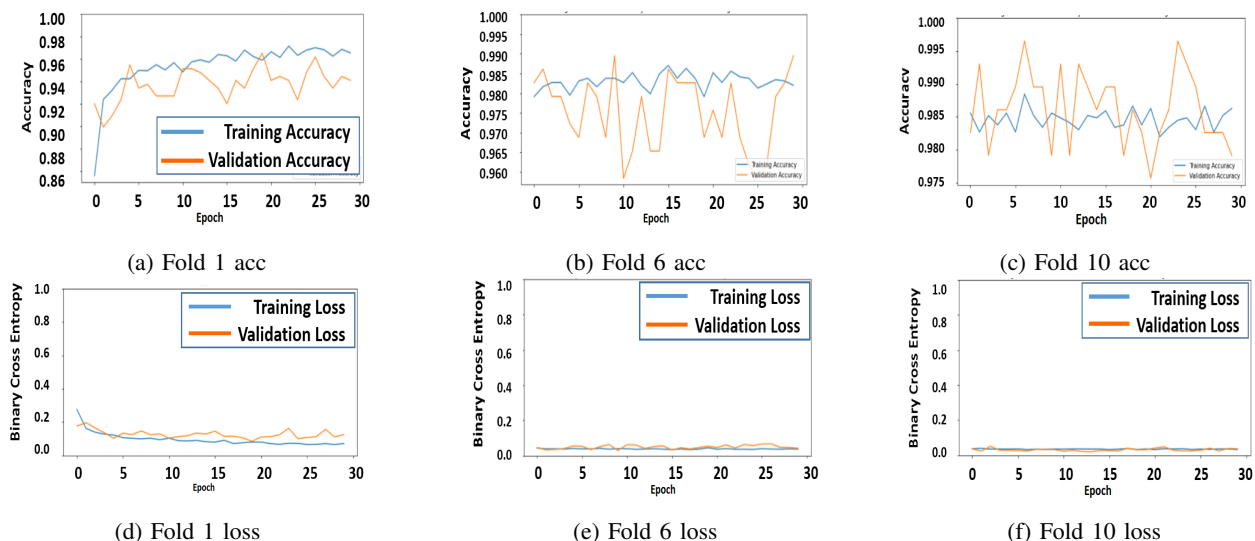 1.00
0.98
0.96
0.94
0.92
0.90
0.88
0.86
Accuracy
Training Accuracy
Validation Accuracy
0 5 10 15 20 25 30
Epoch
(a) Fold 1 acc
1.000
0.995
0.990
0.985
0.980
0.975
0.970
0.965
0.960
Accuracy
Training Accuracy
Validation Accuracy
0 5 10 15 20 25 30
Epoch
(b) Fold 6 acc
1.000
0.995
0.990
0.985
0.980
0.975
Accuracy
Training Accuracy
Validation Accuracy
0 5 10 15 20 25 30
Epoch
(c) Fold 10 acc
1.0
0.8
0.6
0.4
0.2
0.0
Binary Cross Entropy
Training Loss
Validation Loss
0 5 10 15 20 25 30
Epoch
(d) Fold 1 loss
1.0
0.8
0.6
0.4
0.2
0.0
Binary Cross Entropy
Training Loss
Validation Loss
0 5 10 15 20 25 30
Epoch
(e) Fold 6 loss
1.0
0.8
0.6
0.4
0.2
0.0
Binary Cross Entropy
Training Loss
Validation Loss
0 5 10 15 20 25 30
Epoch
(f) Fold 10 loss